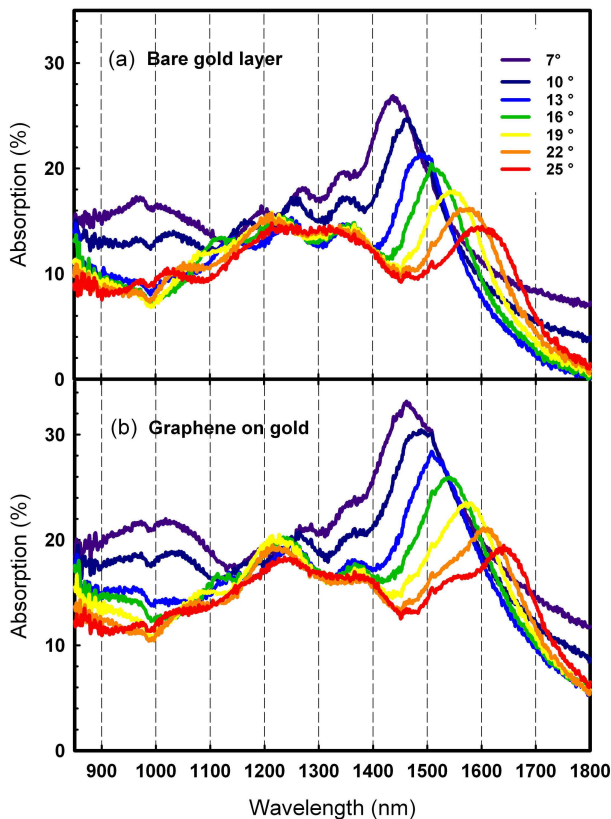 (a) Bare gold layer
7°
10 °
13 °
16 °
19 °
22 °
25 °
Absorption (%)
30
20
10
0
(b) Graphene on gold
Absorption (%)
30
20
10
0
900 1000 1100 1200 1300 1400 1500 1600 1700 1800
Wavelength (nm)